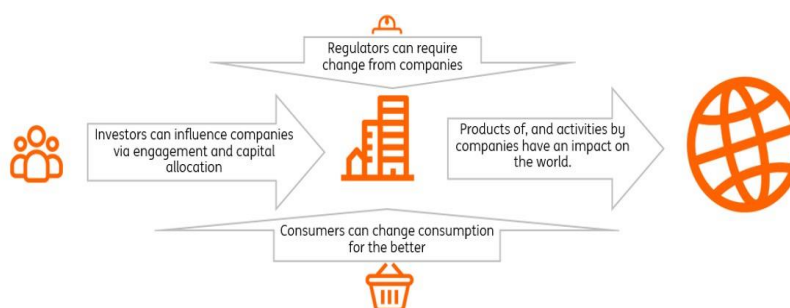 Regulators can require
change from companies
Investors can influence companies
via engagement and capital
allocation
Products of, and activities by
companies have an impact on
the world.
Consumers can change consumption
for the better